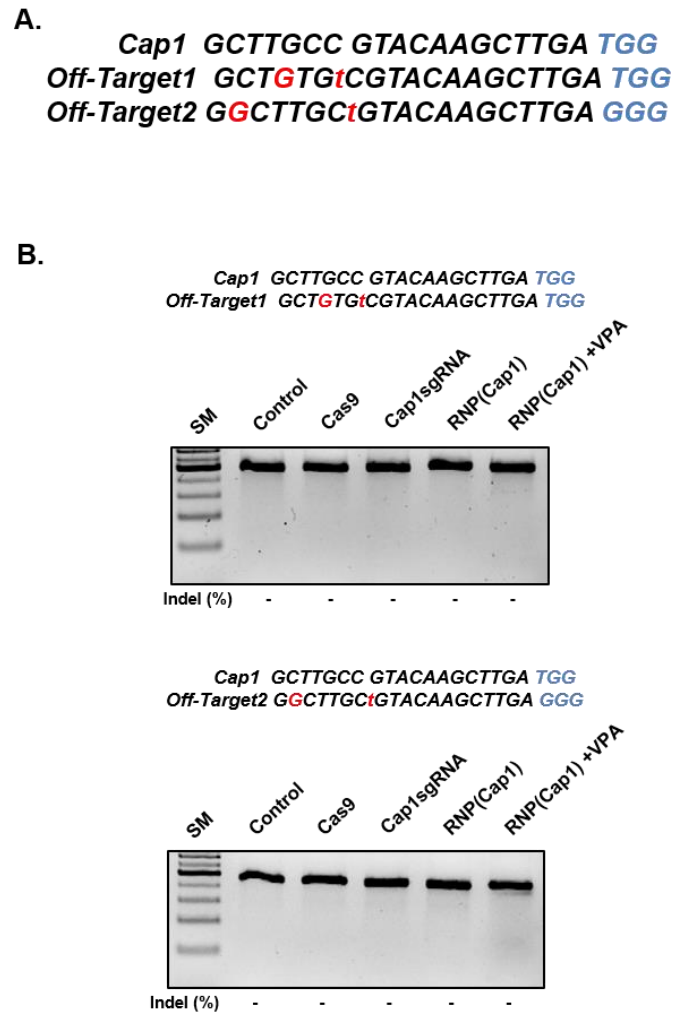 A.
Cap1 GCTTGCC GTACAAGCTTGA TGG
Off-Target1 GCTGTGtCGTACAAGCTTGA TGG
Off-Target2 GGCTTGCtGTACAAGCTTGA GGG
B.
Cap1 GCTTGCC GTACAAGCTTGA TGG
Off-Target1 GCTGTGtCGTACAAGCTTGA TGG
SM Control Cas9 Cap1sgRNA RNP(Cap1) RNP(Cap1) +VPA
Indel (%) - - - - -
Cap1 GCTTGCC GTACAAGCTTGA TGG
Off-Target2 GGCTTGCtGTACAAGCTTGA GGG
SM Control Cas9 Cap1sgRNA RNP(Cap1) RNP(Cap1) +VPA
Indel (%) - - - - -